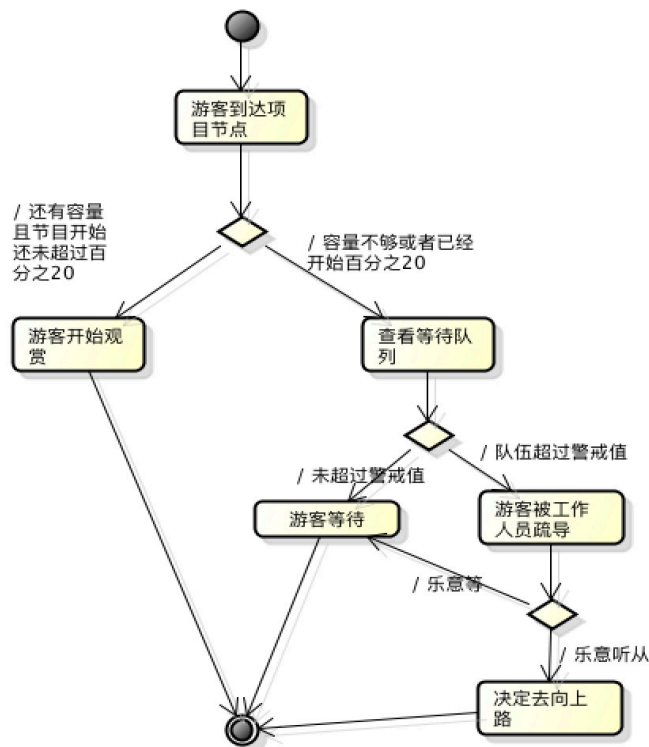 游客到达项
目节点
/ 还有容量
且节目开始
还未超过百
分之20
/ 容量不够或者已经
开始百分之20
游客开始观
赏
查看等待队
列
/ 队伍超过警戒值
/ 未超过警戒值
游客等待
游客被工作
人员疏导
/ 乐意等
/ 乐意听从
决定去向上
路